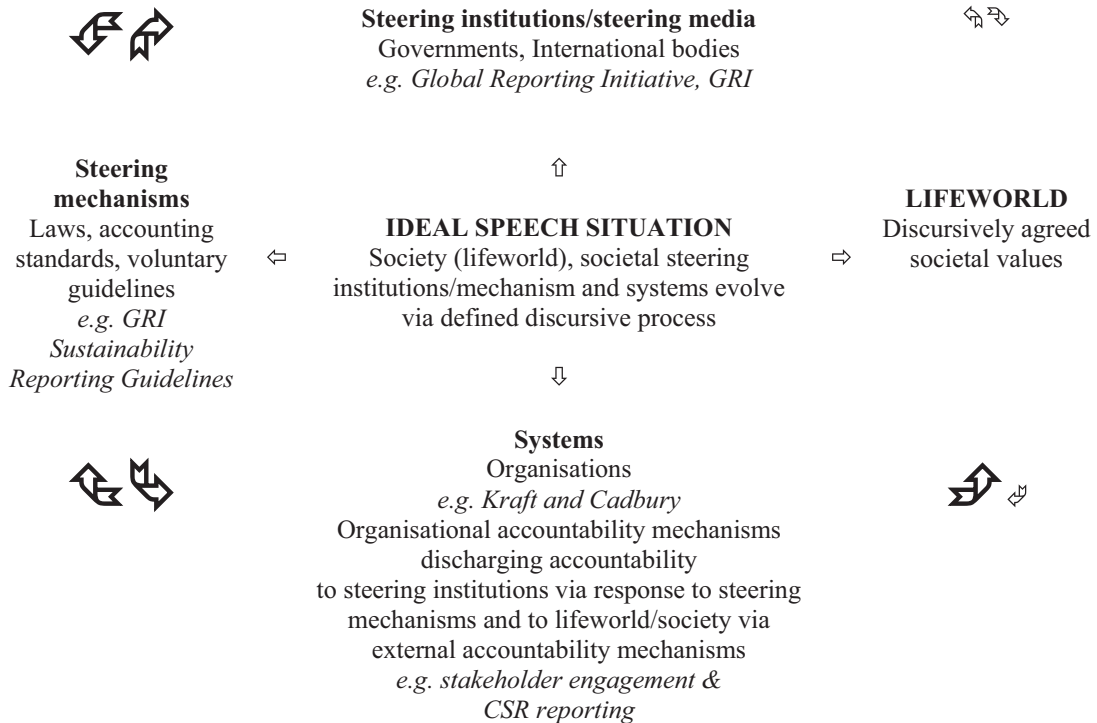 Steering institutions/steering media
Governments, International bodies
e.g. Global Reporting Initiative, GRI
Steering
mechanisms
Laws, accounting
standards, voluntary
guidelines
e.g. GRI
Sustainability
Reporting Guidelines
IDEAL SPEECH SITUATION
Society (lifeworld), societal steering
institutions/mechanism and systems evolve
via defined discursive process
LIFEWORLD
Discursively agreed
societal values
Systems
Organisations
e.g. Kraft and Cadbury
Organisational accountability mechanisms
discharging accountability
to steering institutions via response to steering
mechanisms and to lifeworld/society via
external accountability mechanisms
e.g. stakeholder engagement &
CSR reporting